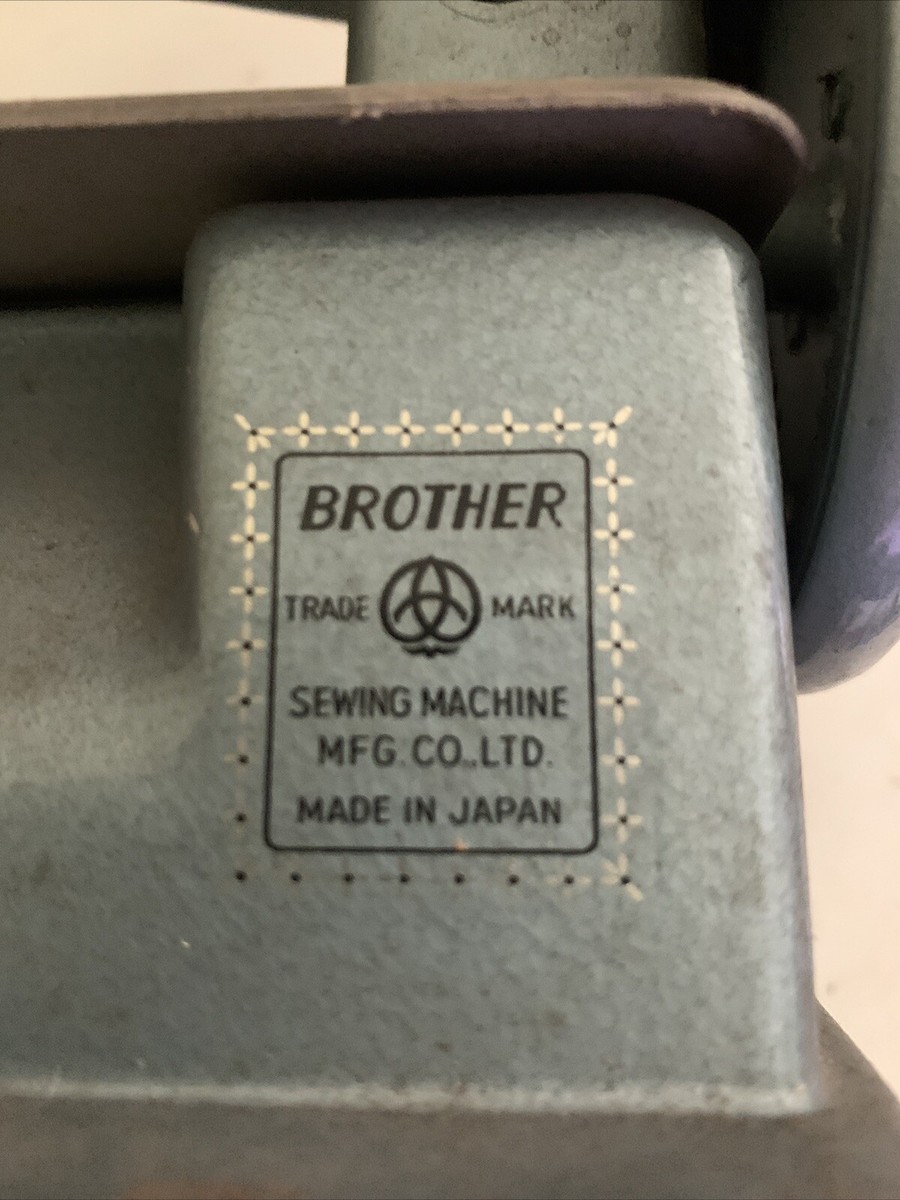 BROTHER
TRADE MARK
SEWING MACHINE
MFG. CO., LTD.
MADE IN JAPAN